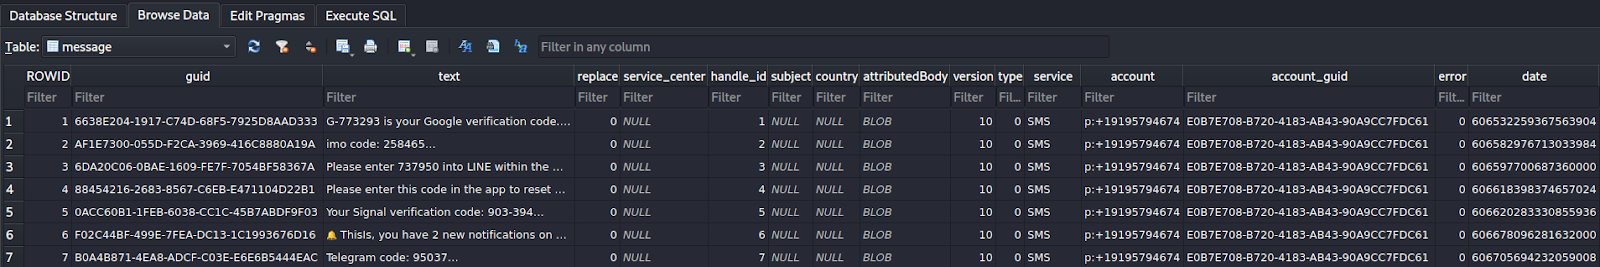 Database Structure Browse Data Edit Pragmas Execute SQL
Table: message Filter in any column
ROWID guid text replace service_center handle_id subject country attributedBody version type service account account_guid error date
Filter Filter Filter Filter Filter Filter Filter Filter Filter Filter Fil... Filter Filter Filter Filt... Filter
1 1 6638E204-1917-C74D-68F5-7925D8AAD333 G-773293 is your Google verification code.... 0 NULL 1 NULL NULL BLOB 10 0 SMS p:+19195794674 E0B7E708-B720-4183-AB43-90A9CC7FDC61 0 606532259367563904
2 2 AF1E7300-055D-F2CA-3969-416C8880A19A imo code: 258465... 0 NULL 2 NULL NULL BLOB 10 0 SMS p:+19195794674 E0B7E708-B720-4183-AB43-90A9CC7FDC61 0 606582976713033984
3 3 6DA20C06-0BAE-1609-FE7F-7054BF58367A Please enter 737950 into LINE within the ... 0 NULL 3 NULL NULL BLOB 10 0 SMS p:+19195794674 E0B7E708-B720-4183-AB43-90A9CC7FDC61 0 606597700687360000
4 4 88454216-2683-8567-C6EB-E471104D22B1 Please enter this code in the app to reset ... 0 NULL 4 NULL NULL BLOB 10 0 SMS p:+19195794674 E0B7E708-B720-4183-AB43-90A9CC7FDC61 0 606618398374657024
5 5 0ACC60B1-1FEB-6038-CC1C-45B7ABDF9F03 Your Signal verification code: 903-394... 0 NULL 5 NULL NULL BLOB 10 0 SMS p:+19195794674 E0B7E708-B720-4183-AB43-90A9CC7FDC61 0 606620283330855936
6 6 F02C44BF-499E-7FEA-DC13-1C1993676D16 🔔 ThisIs, you have 2 new notifications on ... 0 NULL 6 NULL NULL BLOB 10 0 SMS p:+19195794674 E0B7E708-B720-4183-AB43-90A9CC7FDC61 0 606678096281632000
7 7 B0A4B871-4EA8-ADCF-C03E-E6E6B5444EAC Telegram code: 95037... 0 NULL 7 NULL NULL BLOB 10 0 SMS p:+19195794674 E0B7E708-B720-4183-AB43-90A9CC7FDC61 0 606705694232059008